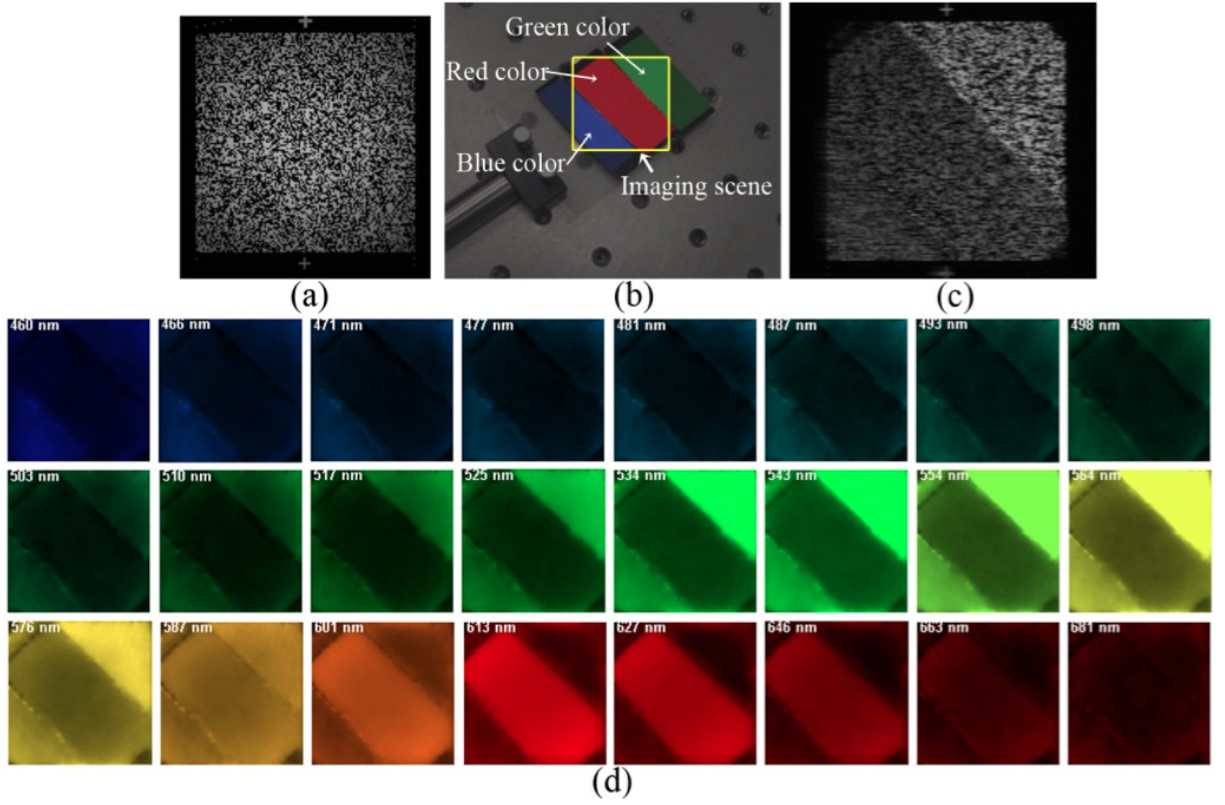 Green color
Red color
Blue color
Imaging scene
(a)
(b)
(c)
460 nm
466 nm
471 nm
477 nm
481 nm
487 nm
493 nm
498 nm
503 nm
510 nm
517 nm
525 nm
534 nm
543 nm
554 nm
564 nm
576 nm
587 nm
601 nm
613 nm
627 nm
646 nm
663 nm
681 nm
(d)